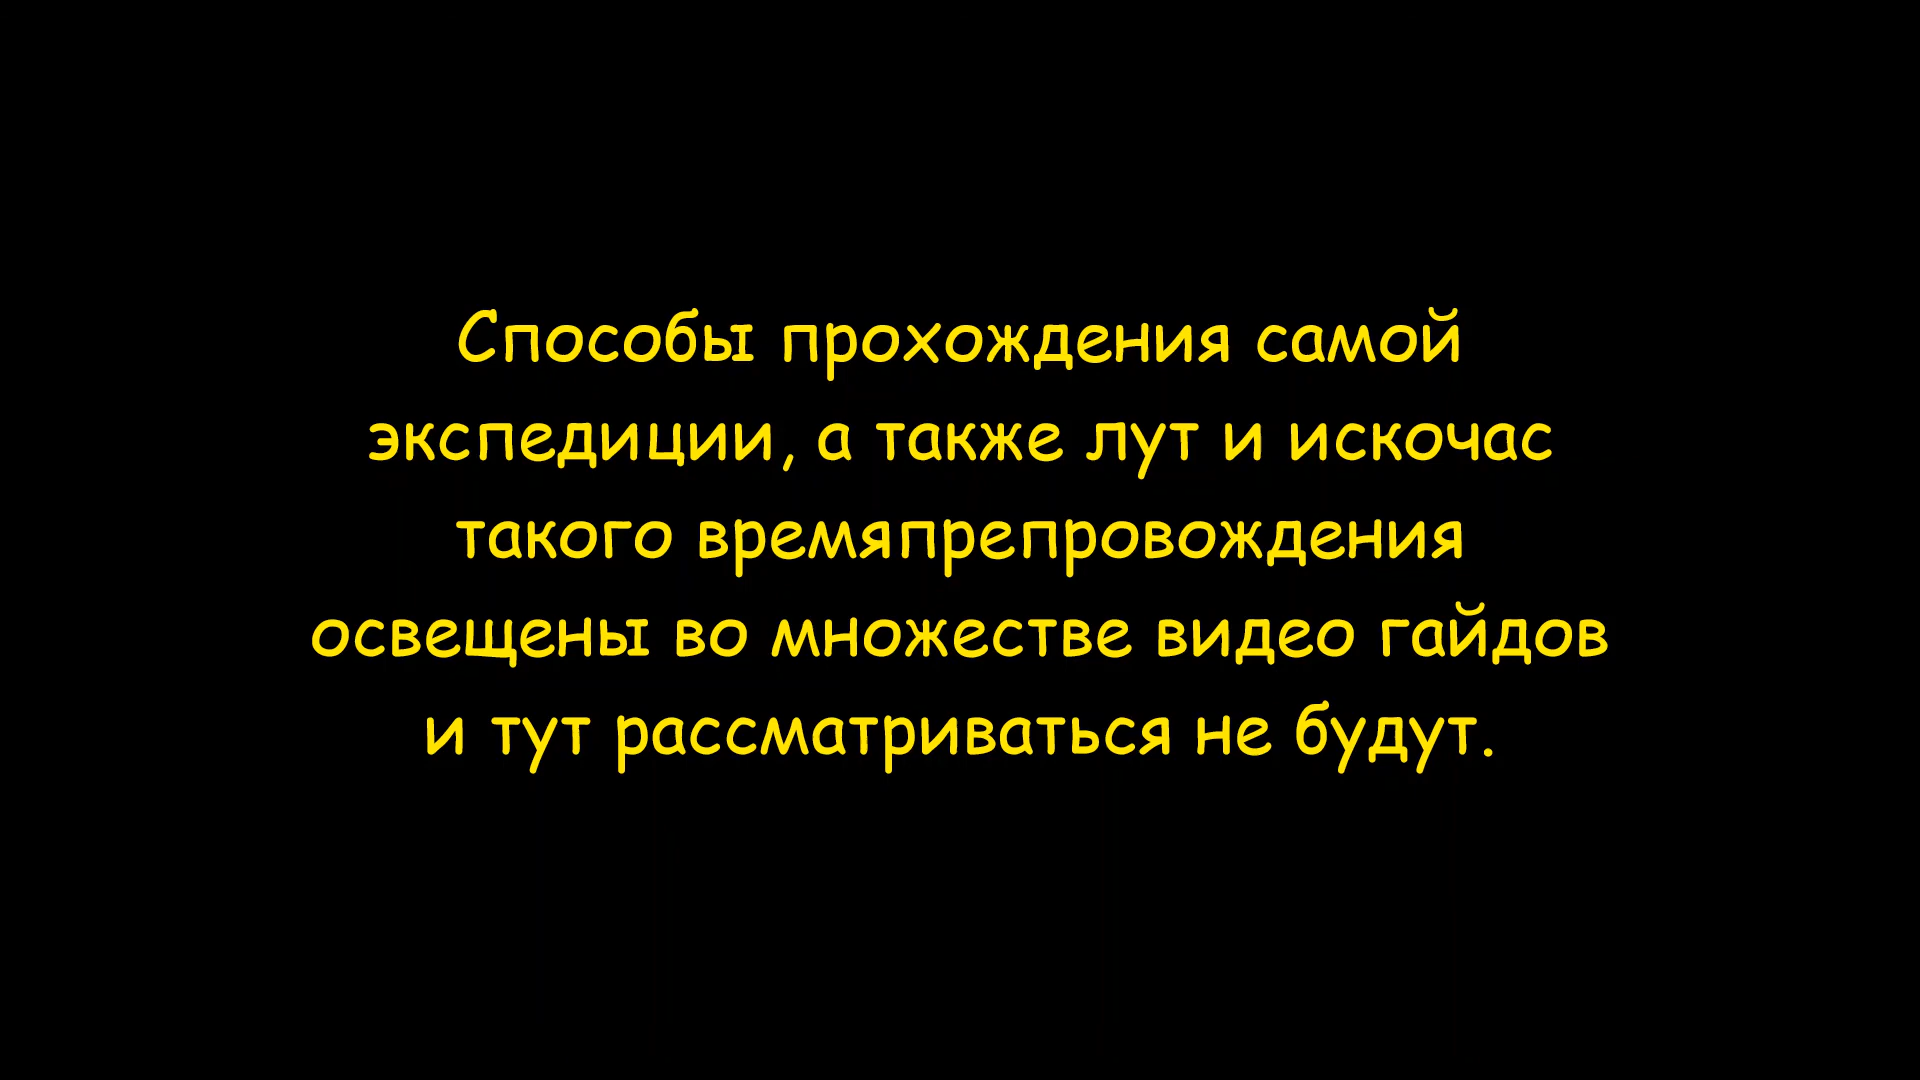 Способы прохождения самой
экспедиции, а также лут и искочас
такого времяпрепровождения
освещены во множестве видео гайдов
и тут рассматриваться не будут.